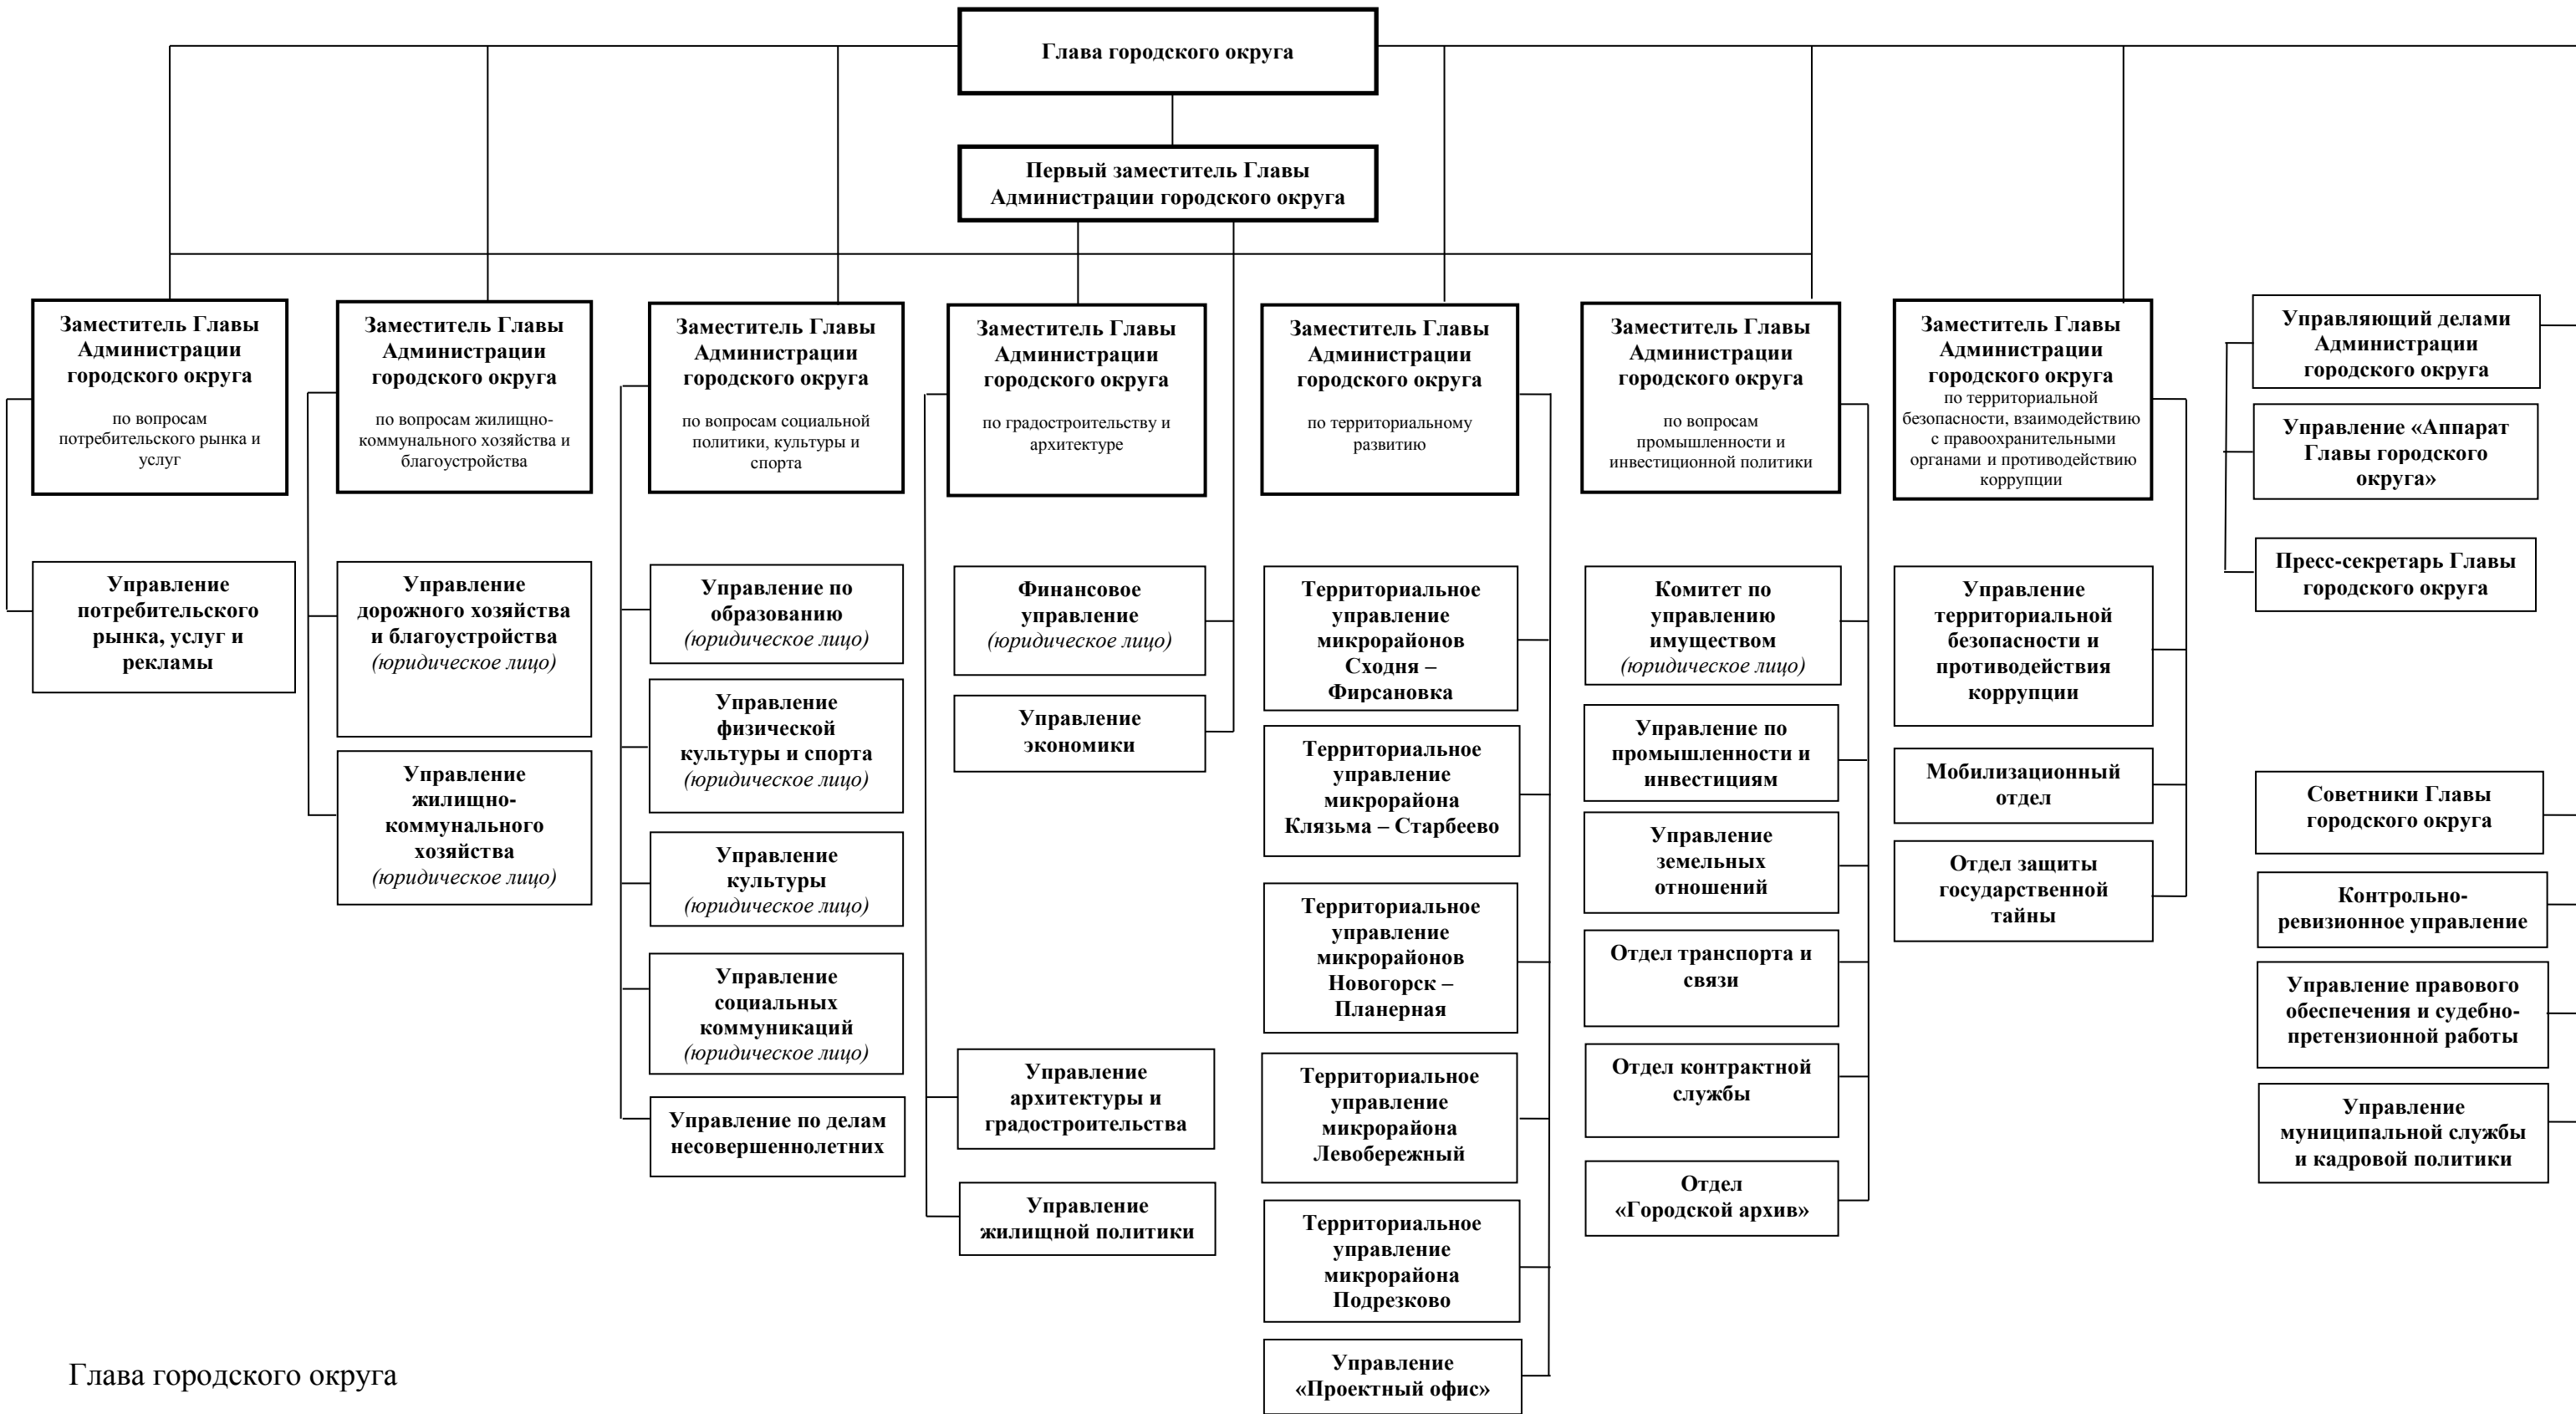 Глава городского округа
Первый заместитель Главы
Администрации городского округа
Заместитель Главы
Администрации
городского округа
по вопросам
потребительского рынка и
услуг
Заместитель Главы
Администрации
городского округа
по вопросам жилищно-
коммунального хозяйства и
благоустройства
Заместитель Главы
Администрации
городского округа
по вопросам социальной
политики, культуры и
спорта
Заместитель Главы
Администрации
городского округа
по градостроительству и
архитектуре
Заместитель Главы
Администрации
городского округа
по территориальному
развитию
Заместитель Главы
Администрации
городского округа
по вопросам
промышленности и
инвестиционной политики
Заместитель Главы
Администрации
городского округа
по территориальной
безопасности, взаимодействию
с правоохранительными
органами и противодействию
коррупции
Управляющий делами
Администрации
городского округа
Управление «Аппарат
Главы городского
округа»
Пресс-секретарь Главы
городского округа
Управление
потребительского
рынка, услуг и
рекламы
Управление
дорожного хозяйства
и благоустройства
(юридическое лицо)
Управление
жилищно-
коммунального
хозяйства
(юридическое лицо)
Управление по
образованию
(юридическое лицо)
Управление
физической
культуры и спорта
(юридическое лицо)
Управление
культуры
(юридическое лицо)
Управление
социальных
коммуникаций
(юридическое лицо)
Управление по делам
несовершеннолетних
Финансовое
управление
(юридическое лицо)
Управление
экономики
Управление
архитектуры и
градостроительства
Управление
жилищной политики
Территориальное
управление
микрорайонов
Сходня –
Фирсановка
Территориальное
управление
микрорайона
Клязьма – Старбеево
Территориальное
управление
микрорайонов
Новогорск –
Планерная
Территориальное
управление
микрорайона
Левобережный
Территориальное
управление
микрорайона
Подрезково
Управление
«Проектный офис»
Комитет по
управлению
имуществом
(юридическое лицо)
Управление по
промышленности и
инвестициям
Управление
земельных
отношений
Отдел транспорта и
связи
Отдел контрактной
службы
Отдел
«Городской архив»
Управление
территориальной
безопасности и
противодействия
коррупции
Мобилизационный
отдел
Отдел защиты
государственной
тайны
Советники Главы
городского округа
Контрольно-
ревизионное управление
Управление правового
обеспечения и судебно-
претензионной работы
Управление
муниципальной службы
и кадровой политики
Глава городского округа